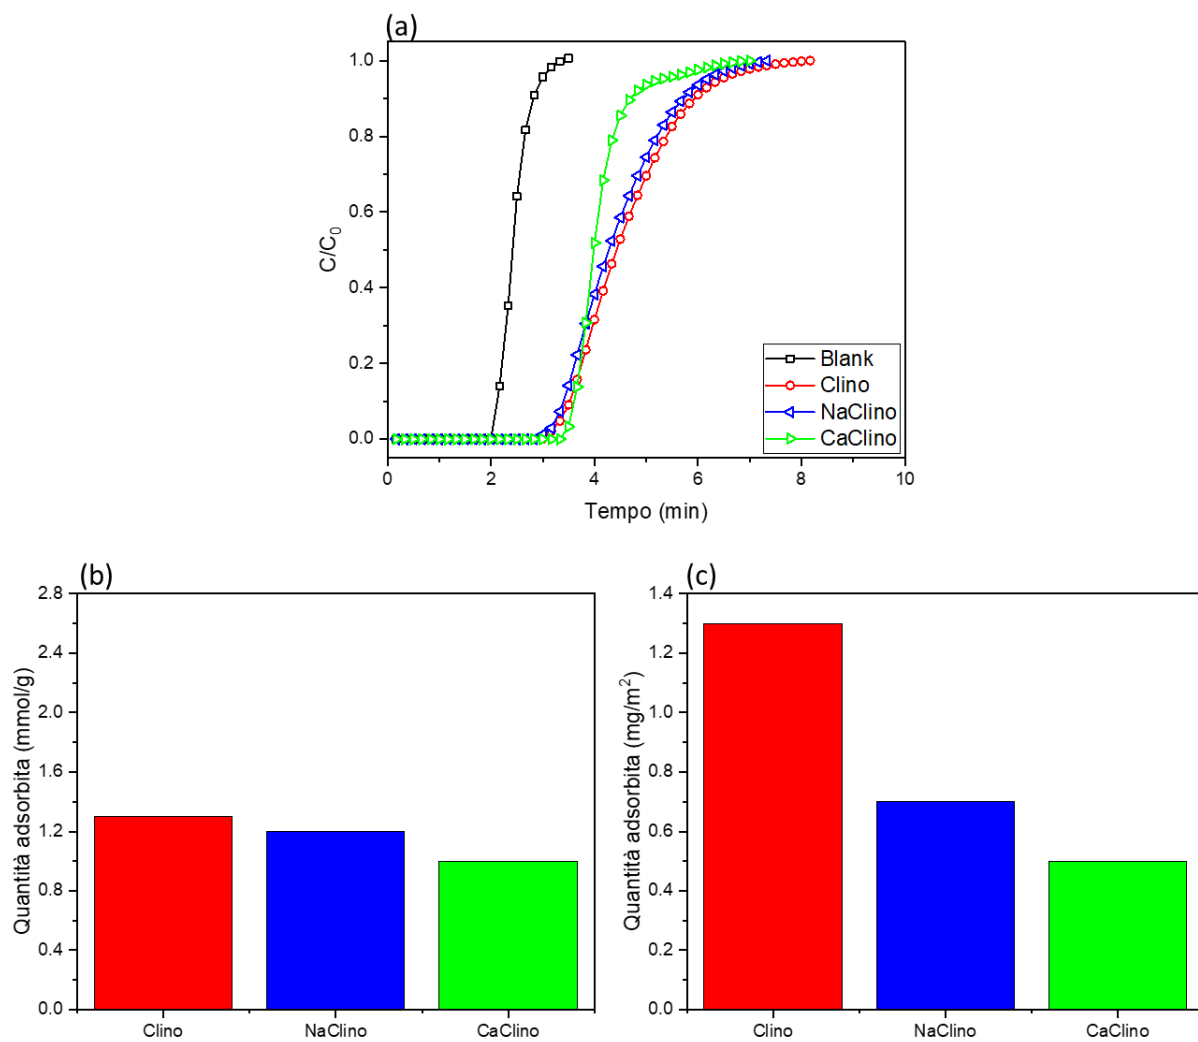 (a)
1.0
0.8
0.6
0.4
0.2
0.0
C/C₀
0
2
4
6
8
10
Tempo (min)
Blank
Clino
NaClino
CaClino
(b)
2.8
2.4
2.0
1.6
1.2
0.8
0.4
0.0
Quantità adsorbita (mmol/g)
Clino
NaClino
CaClino
(c)
1.4
1.2
1.0
0.8
0.6
0.4
0.2
0.0
Quantità adsorbita (mg/m²)
Clino
NaClino
CaClino